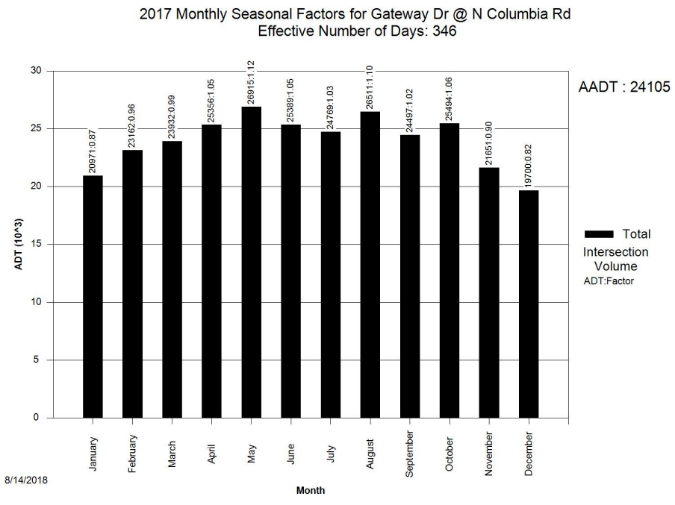 2017 Monthly Seasonal Factors for Gateway Dr @ N Columbia Rd
Effective Number of Days: 346
AADT : 24105
30
25
20
15
10
5
0
ADT (10^3)
20971:0.87
23162:0.96
23932:0.99
25356:1.05
26915:1.12
25389:1.05
24769:1.03
26511:1.10
24497:1.02
25494:1.06
21651:0.90
19700:0.82
Total
Intersection
Volume
ADT:Factor
January
February
March
April
May
June
July
August
September
October
November
December
Month
8/14/2018